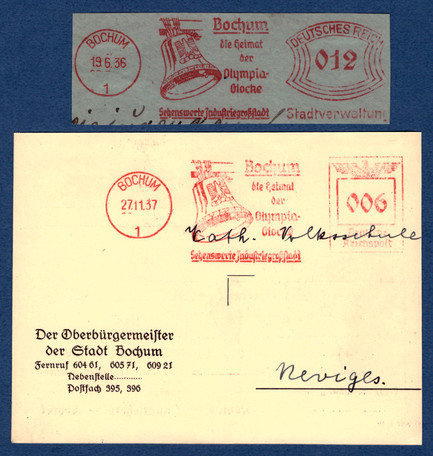 BOCHUM
19.6.36
1
Bochum
die Heimat
der
Olympia-
Glocke
Sehenswerte Industriegroßstadt
DEUTSCHES REICH
012
Stadtverwaltung
BOCHUM
27.11.37
1
Bochum
die Heimat
der
Olympia-
Glocke
Sehenswerte Industriegroßstadt
006
Reichspost
Kath. Volksschule
Neviges.
Der Oberbürgermeister
der Stadt Bochum
Fernruf 604 61, 605 71, 609 21
Nebenstelle............
Postfach 395, 396